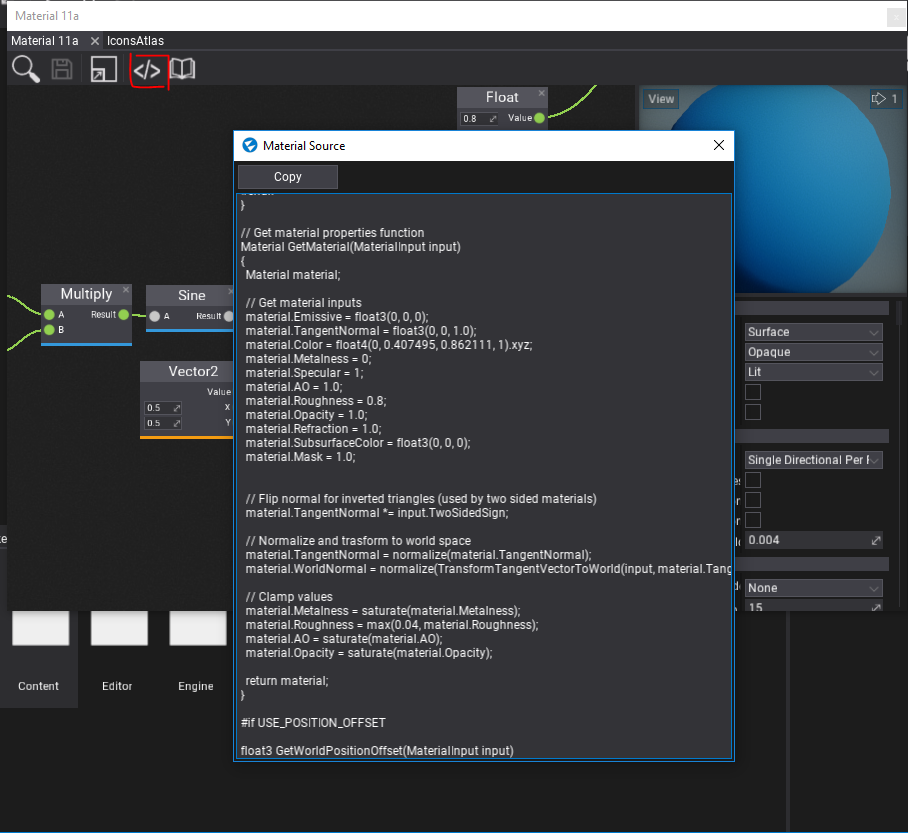 Material 11a
Material 11a IconsAtlas
Float
0.8 Value
View
1
Material Source
Copy
}
// Get material properties function
Material GetMaterial(MaterialInput input)
{
Material material;
// Get material inputs
material.Emissive = float3(0, 0, 0);
material.TangentNormal = float3(0, 0, 1.0);
material.Color = float4(0, 0.407495, 0.862111, 1).xyz;
material.Metalness = 0;
material.Specular = 1;
material.AO = 1.0;
material.Roughness = 0.8;
material.Opacity = 1.0;
material.Refraction = 1.0;
material.SubsurfaceColor = float3(0, 0, 0);
material.Mask = 1.0;
// Flip normal for inverted triangles (used by two sided materials)
material.TangentNormal *= input.TwoSidedSign;
// Normalize and trasform to world space
material.TangentNormal = normalize(material.TangentNormal);
material.WorldNormal = normalize(TransformTangentVectorToWorld(input, material.Tang
// Clamp values
material.Metalness = saturate(material.Metalness);
material.Roughness = max(0.04, material.Roughness);
material.AO = saturate(material.AO);
material.Opacity = saturate(material.Opacity);
return material;
}
#if USE_POSITION_OFFSET
float3 GetWorldPositionOffset(MaterialInput input)
Multiply
A Result
B
Sine
A Result
Vector2
Value
0.5 X
0.5 Y
Surface
Opaque
Lit
Single Directional Per
0.004
None
15
Content
Editor
Engine